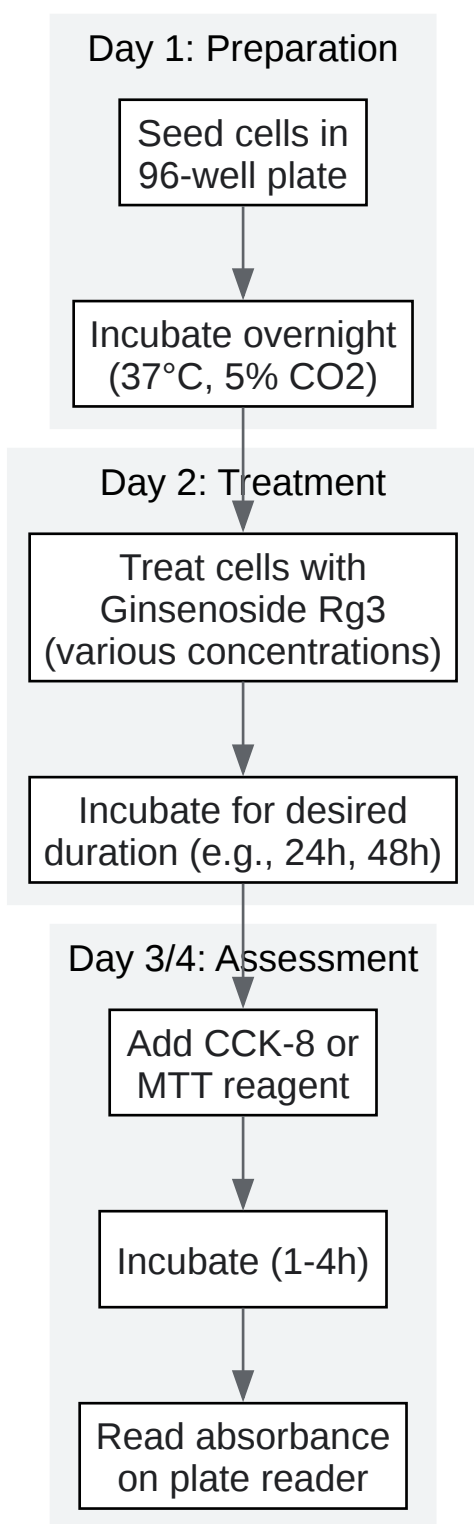 Day 1: Preparation
Seed cells in
96-well plate
Incubate overnight
(37°C, 5% CO2)
Day 2: Treatment
Treat cells with
Ginsenoside Rg3
(various concentrations)
Incubate for desired
duration (e.g., 24h, 48h)
Day 3/4: Assessment
Add CCK-8 or
MTT reagent
Incubate (1-4h)
Read absorbance
on plate reader